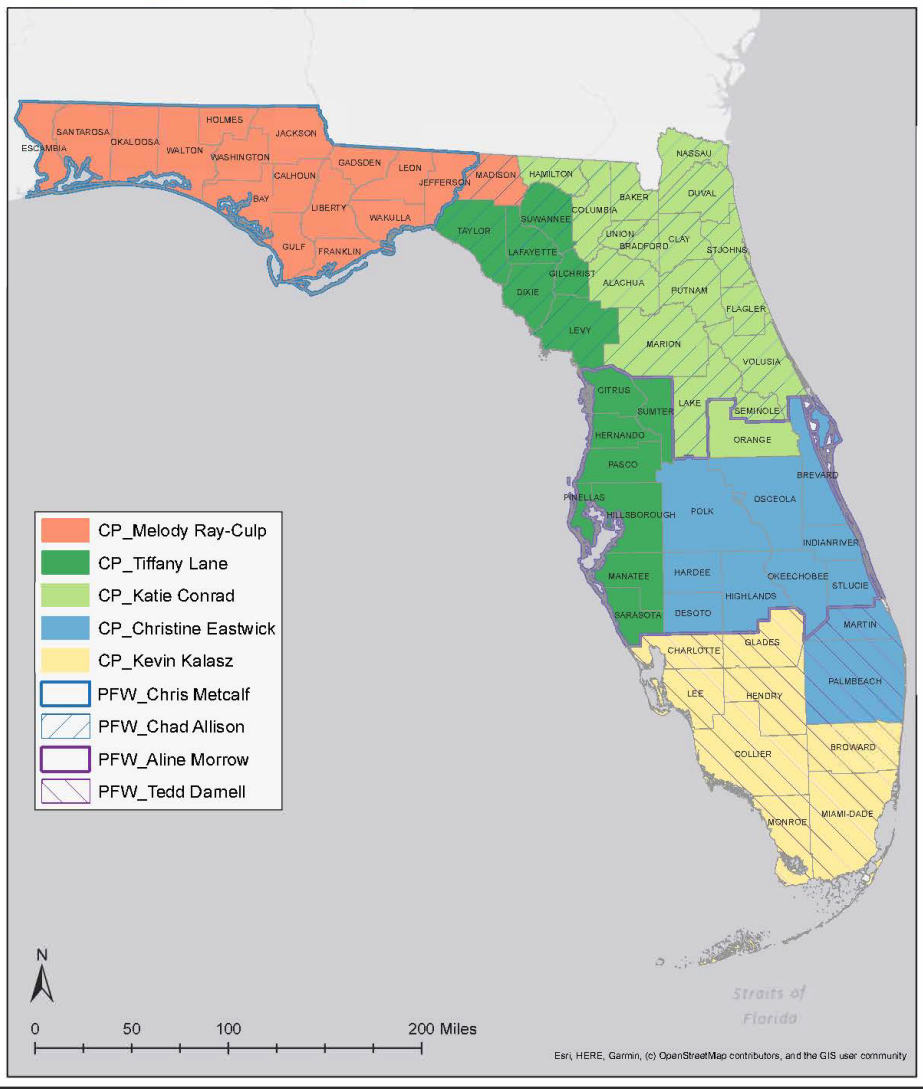 HOLMES
SANTAROSA
JACKSON
OKALOOSA
ESCAMBIA
WALTON
WASHINGTON
GADSDEN
LEON
CALHOUN
JEFFERSON
MADISON
HAMILTON
NASSAU
BAY
LIBERTY
WAKULLA
GULF
FRANKLIN
TAYLOR
SUWANNEE
COLUMBIA
BAKER
DUVAL
UNION
BRADFORD
CLAY
STJOHNS
LAFAYETTE
GILCHRIST
ALACHUA
PUTNAM
DIXIE
FLAGLER
LEVY
MARION
VOLUSIA
CITRUS
SUMTER
LAKE
SEMINOLE
HERNANDO
ORANGE
PASCO
BREVARD
PINELLAS
HILLSBOROUGH
POLK
OSCEOLA
INDIANRIVER
MANATEE
HARDEE
OKEECHOBEE
STLUCIE
HIGHLANDS
SARASOTA
DESOTO
MARTIN
CHARLOTTE
GLADES
PALMBEACH
LEE
HENDRY
COLLIER
BROWARD
MIAMI-DADE
MONROE
CP_Melody Ray-Culp
CP_Tiffany Lane
CP_Katie Conrad
CP_Christine Eastwick
CP_Kevin Kalasz
PFW_Chris Metcalf
PFW_Chad Allison
PFW_Aline Morrow
PFW_Tedd Darnell
N
0 50 100 200 Miles
Straits of
Florida
Esri, HERE, Garmin, (c) OpenStreetMap contributors, and the GIS user community